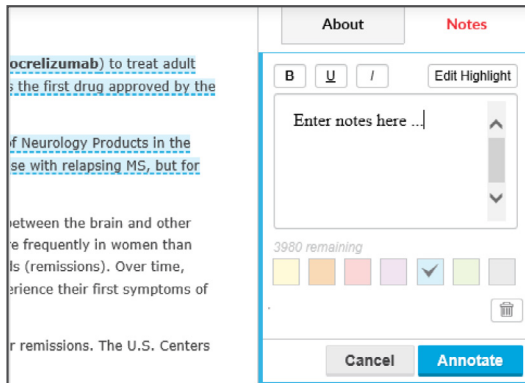 ocrelizumab) to treat adult
s the first drug approved by the
of Neurology Products in the
se with relapsing MS, but for
between the brain and other
e frequently in women than
ls (remissions). Over time,
erience their first symptoms of
r remissions. The U.S. Centers
About
Notes
B
U
I
Edit Highlight
Enter notes here ...
3980 remaining
Cancel
Annotate